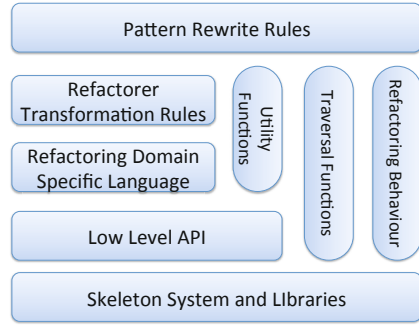 Pattern Rewrite Rules
Refactorer
Transformation Rules
Utility
Functions
Traversal Functions
Refactoring Behaviour
Refactoring Domain
Specific Language
Low Level API
Skeleton System and LIbraries